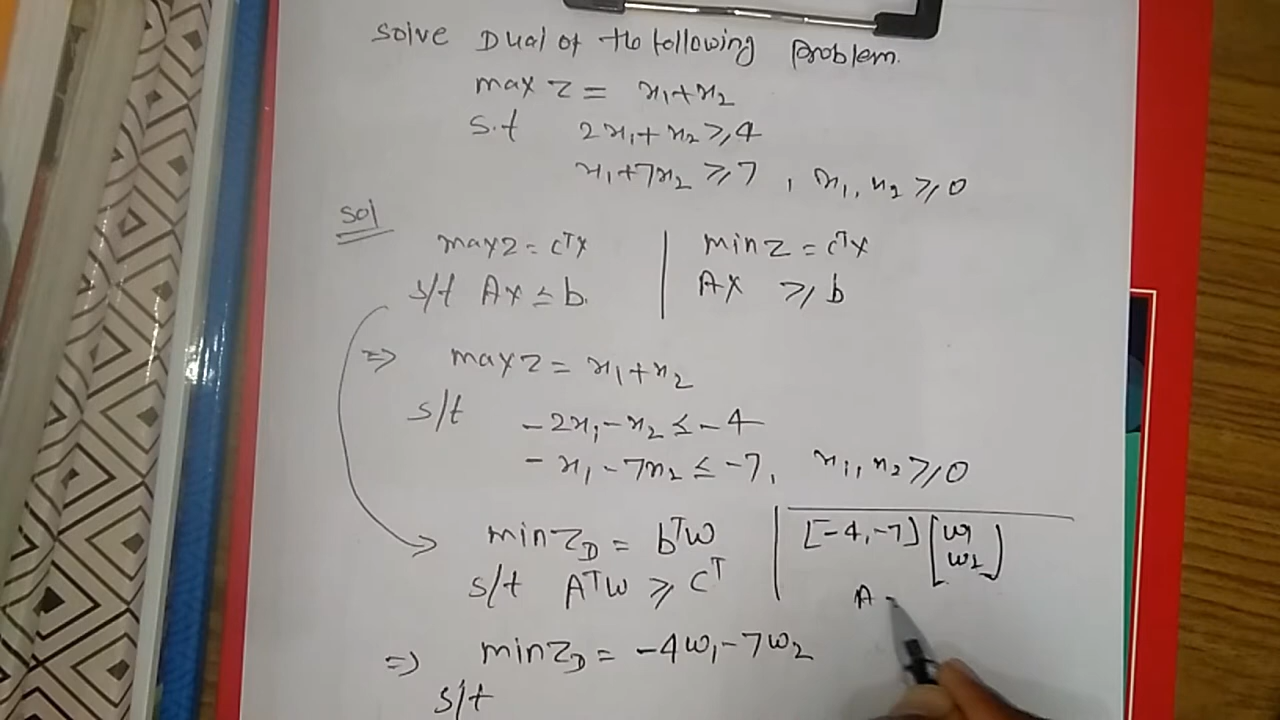 Solve Dual of the following Problem.
max Z = x₁+x₂
S.t 2x₁+x₂ ≥ 4
x₁+7x₂ ≥ 7 , x₁, x₂ ≥ 0
Sol
max Z = cᵀx | min Z = cᵀx
s/t Ax ≤ b. | Ax ≥ b
⇒ max Z = x₁+x₂
s/t -2x₁-x₂ ≤ -4
-x₁-7x₂ ≤ -7, x₁, x₂ ≥ 0
min Z_D = bᵀw | [-4,-7] [w₁ w₂]
s/t Aᵀw ≥ cᵀ | A -
⇒ min Z_D = -4w₁-7w₂
s/t